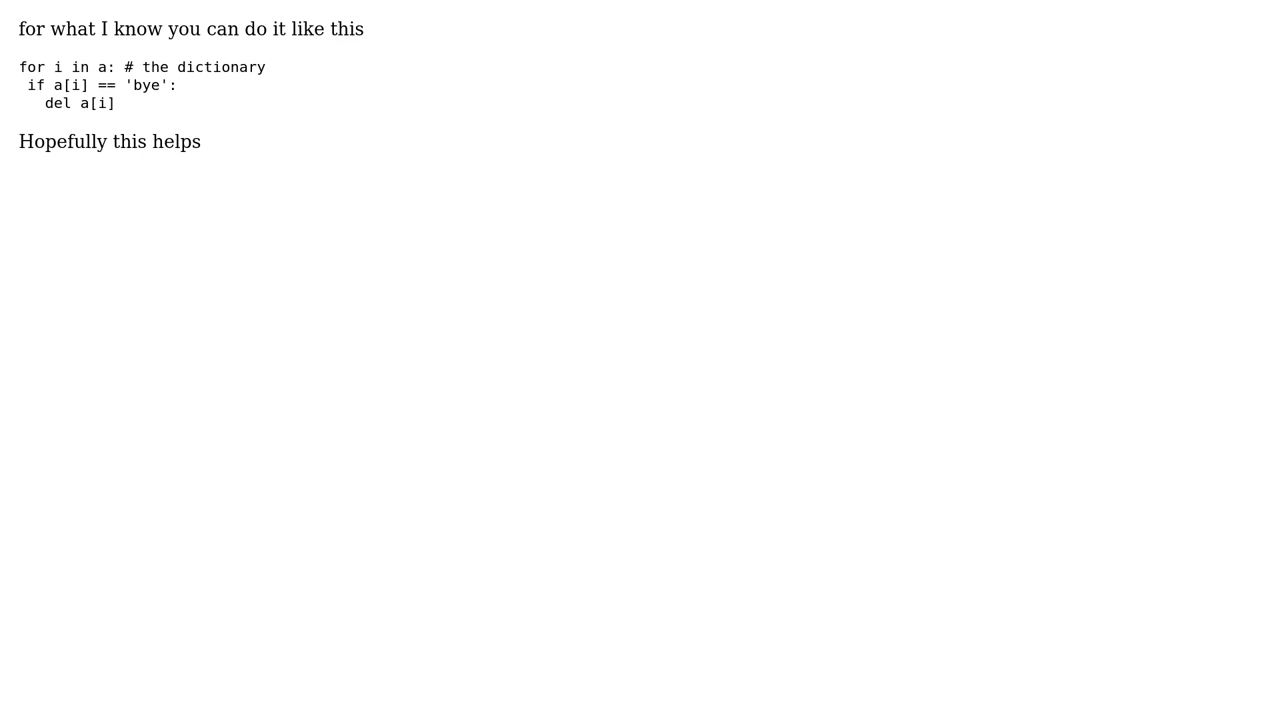 for what I know you can do it like this
for i in a: # the dictionary
 if a[i] == 'bye':
   del a[i]
Hopefully this helps